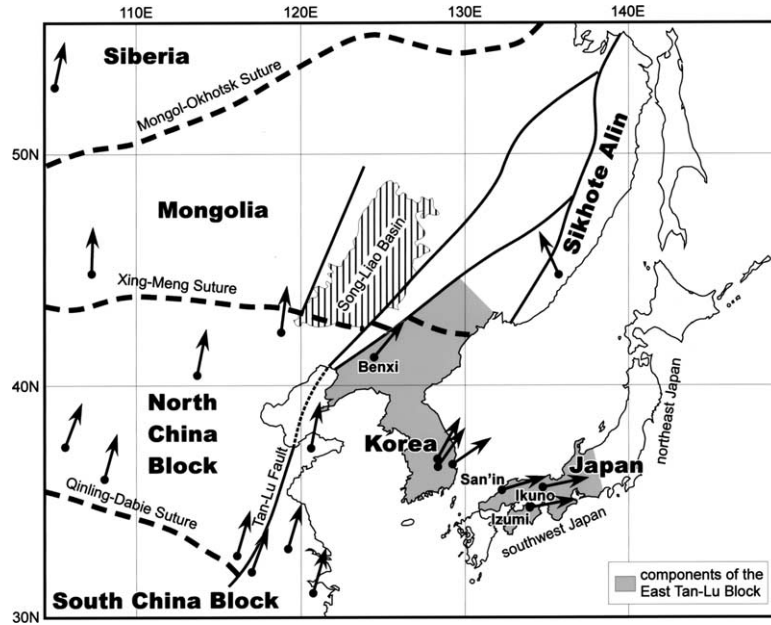 110E
120E
130E
140E
Siberia
Mongol-Okhotsk Suture
50N
Mongolia
Song-Liao Basin
Sikhote Alin
Xing-Meng Suture
Benxi
40N
North
China
Block
Korea
Tan-Lu Fault
San'in
Japan
Ikuno
Izumi
northeast Japan
southwest Japan
Qinling-Dabie Suture
South China Block
30N
components of the
East Tan-Lu Block